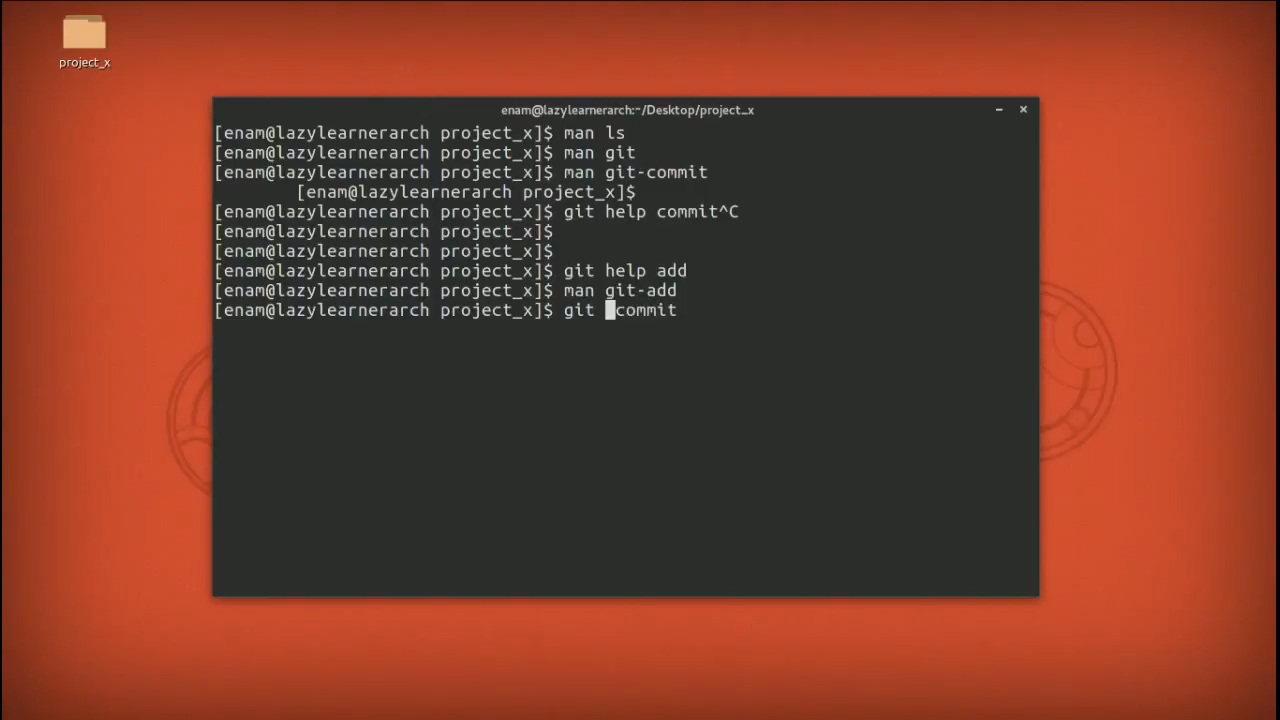 project_x
enam@lazylearnerarch:~/Desktop/project_x
[enam@lazylearnerarch project_x]$ man ls
[enam@lazylearnerarch project_x]$ man git
[enam@lazylearnerarch project_x]$ man git-commit
[enam@lazylearnerarch project_x]$
[enam@lazylearnerarch project_x]$ git help commit^C
[enam@lazylearnerarch project_x]$
[enam@lazylearnerarch project_x]$
[enam@lazylearnerarch project_x]$ git help add
[enam@lazylearnerarch project_x]$ man git-add
[enam@lazylearnerarch project_x]$ git commit